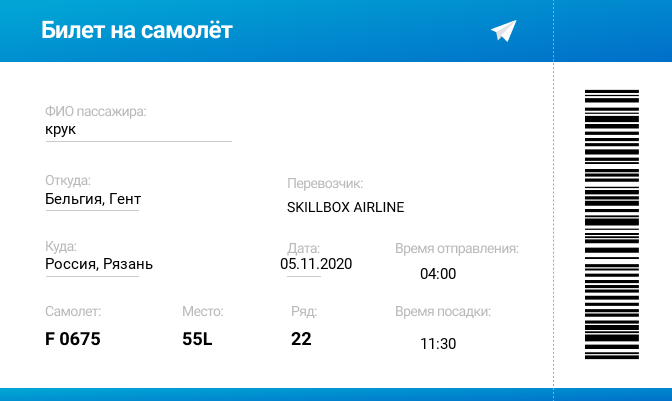 Билет на самолёт
ФИО пассажира:
крук
Откуда:
Бельгия, Гент
Перевозчик:
SKILLBOX AIRLINE
Куда:
Россия, Рязань
Дата:
05.11.2020
Время отправления:
04:00
Самолет:
F 0675
Место:
55L
Ряд:
22
Время посадки:
11:30